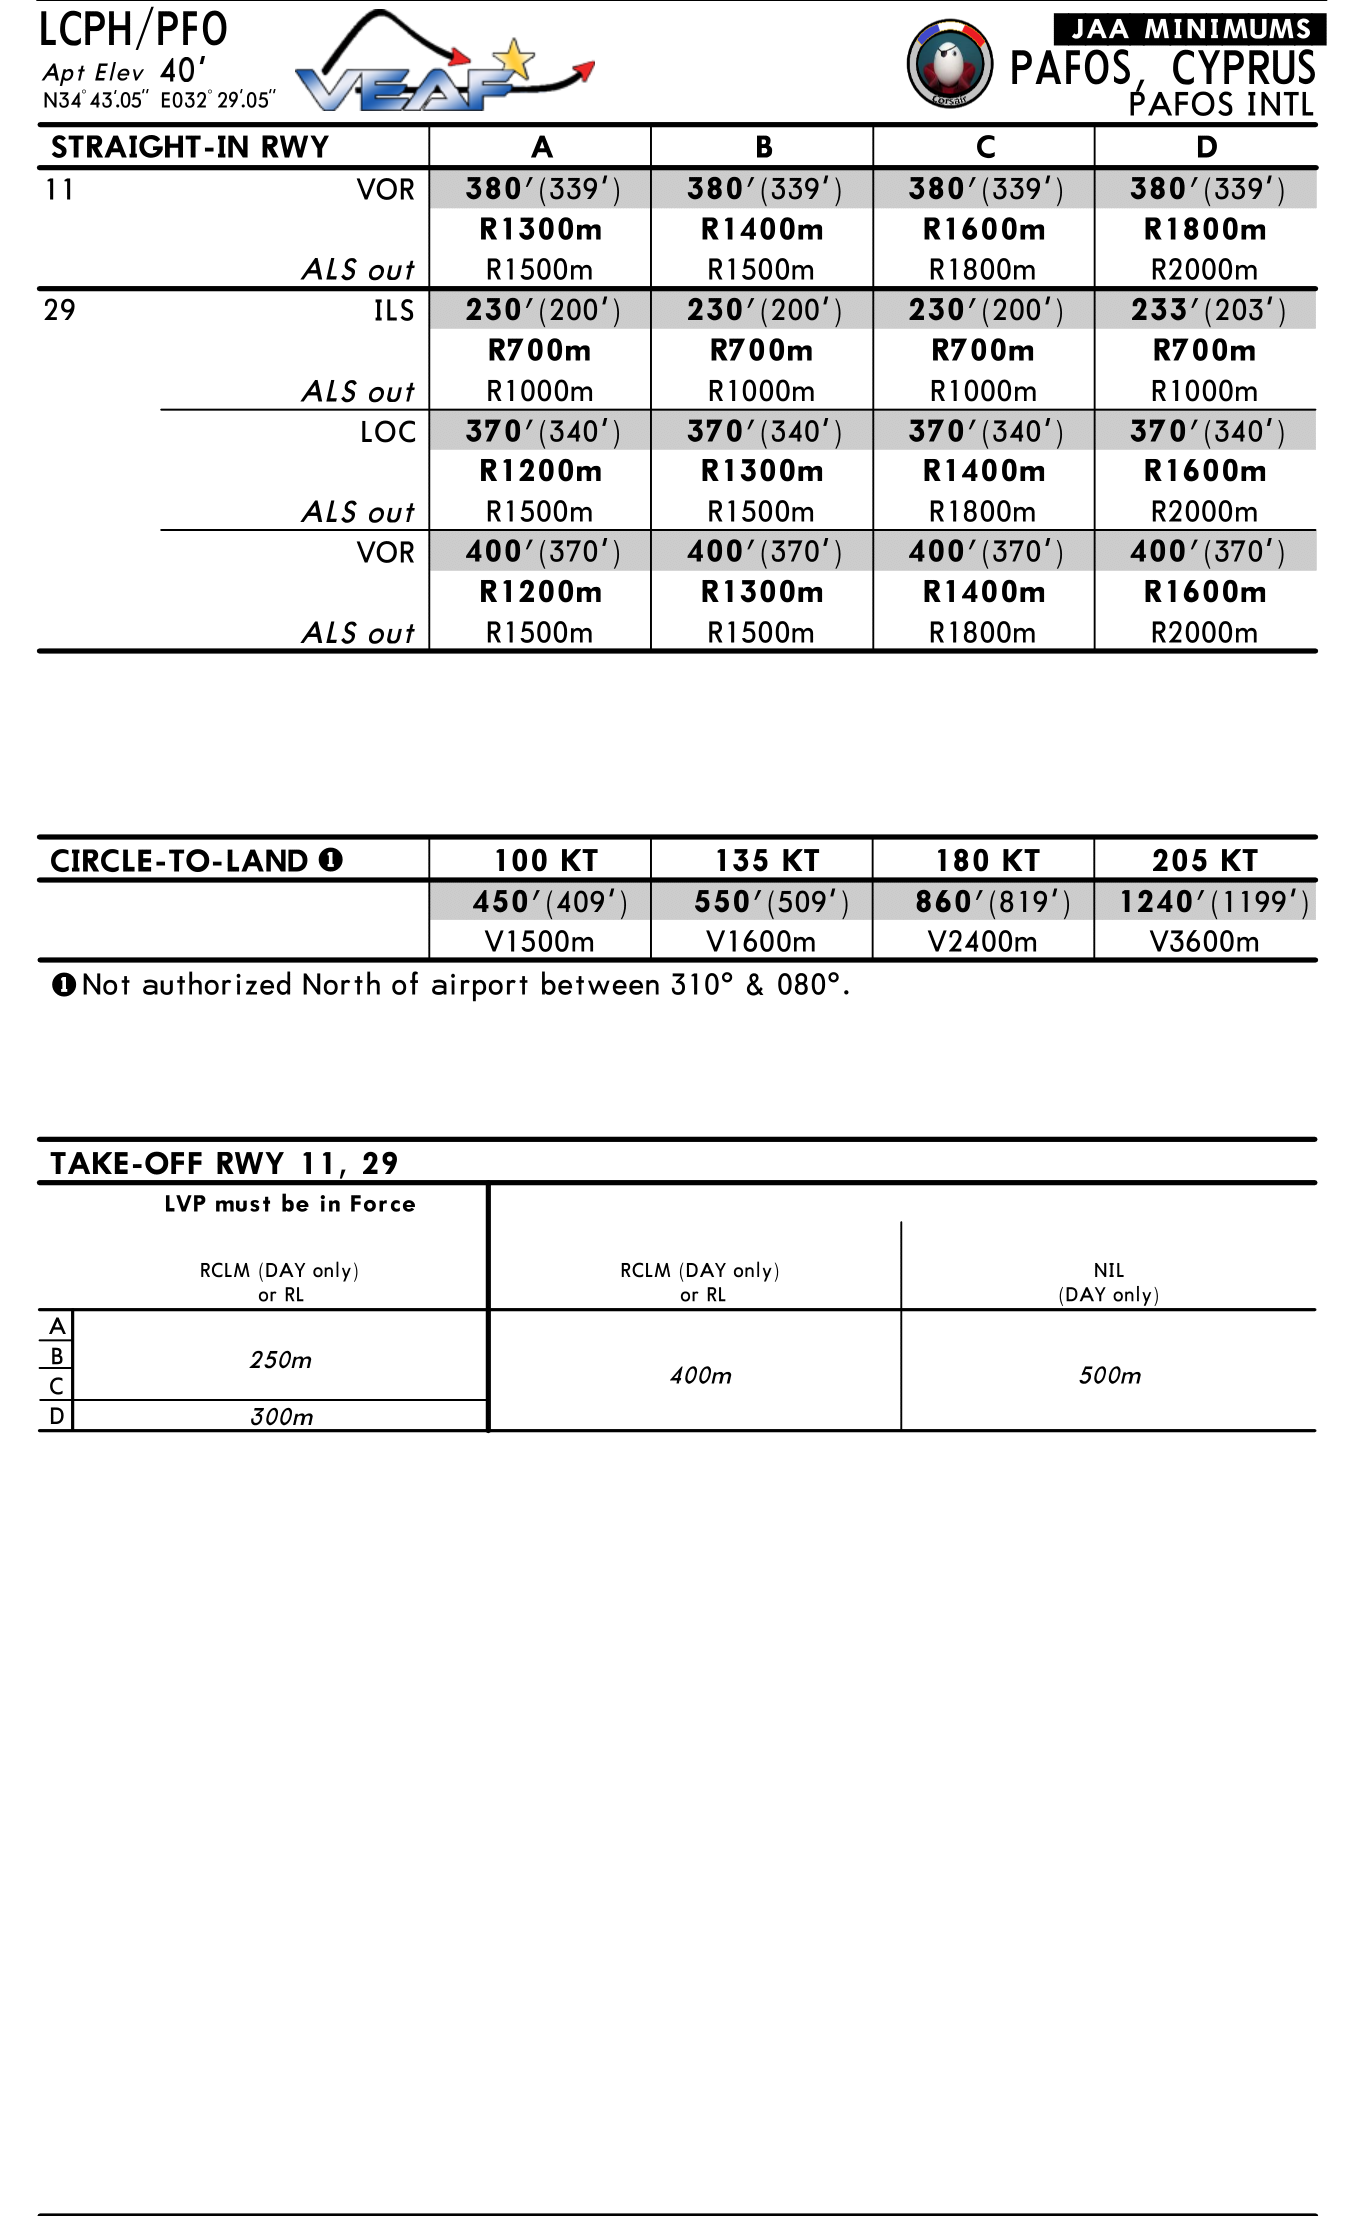 LCPH/PFO
Apt Elev 40'
N34°43'.05" E032°29'.05"
VEAF
Corsair
JAA MINIMUMS
PAFOS, CYPRUS
PAFOS INTL
STRAIGHT-IN RWY A B C D
11 VOR 380'(339') 380'(339') 380'(339') 380'(339')
R1300m R1400m R1600m R1800m
ALS out R1500m R1500m R1800m R2000m
29 ILS 230'(200') 230'(200') 230'(200') 233'(203')
R700m R700m R700m R700m
ALS out R1000m R1000m R1000m R1000m
LOC 370'(340') 370'(340') 370'(340') 370'(340')
R1200m R1300m R1400m R1600m
ALS out R1500m R1500m R1800m R2000m
VOR 400'(370') 400'(370') 400'(370') 400'(370')
R1200m R1300m R1400m R1600m
ALS out R1500m R1500m R1800m R2000m
CIRCLE-TO-LAND ❶ 100 KT 135 KT 180 KT 205 KT
450'(409') 550'(509') 860'(819') 1240'(1199')
V1500m V1600m V2400m V3600m
❶ Not authorized North of airport between 310° & 080°.
TAKE-OFF RWY 11, 29
LVP must be in Force
RCLM (DAY only) RCLM (DAY only) NIL
or RL or RL (DAY only)
A
B 250m
400m 500m
C
D 300m